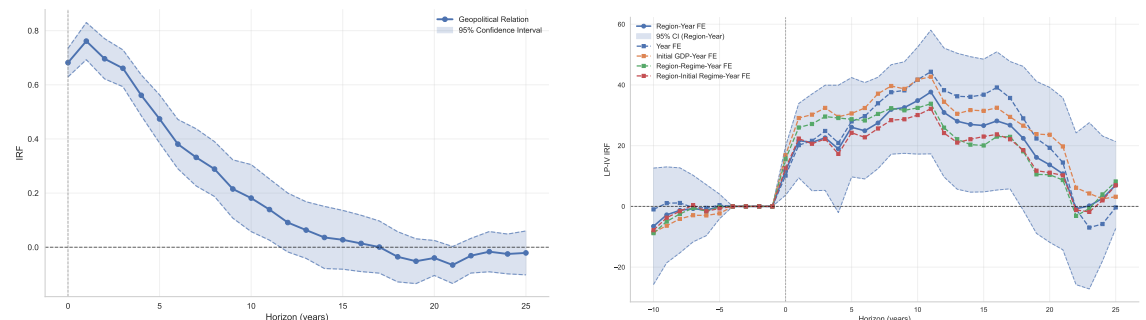 Geopolitical Relation
95% Confidence Interval
IRF
0.8
0.6
0.4
0.2
0.0
0
5
10
15
20
25
Horizon (years)
Region-Year FE
95% CI (Region-Year)
Year FE
Initial GDP-Year FE
Region-Regime-Year FE
Region-Initial Regime-Year FE
LP-IV IRF
60
40
20
0
−20
−10
−5
0
5
10
15
20
25
Horizon (years)